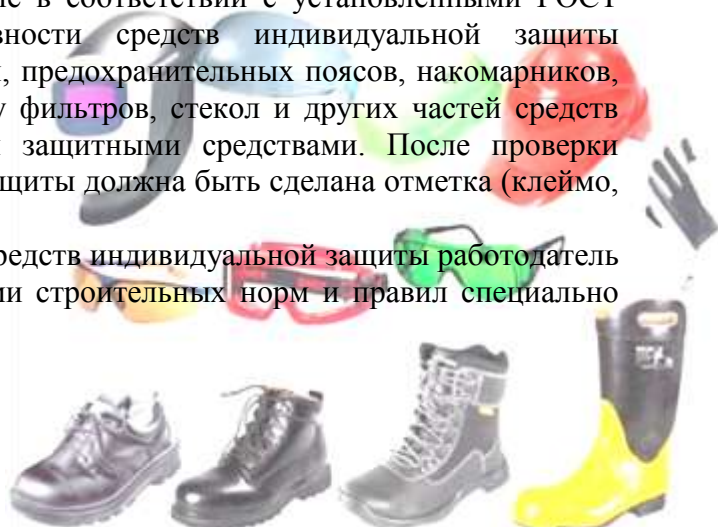 ие в соответствии с установленными ГОСТ
вности средств индивидуальной защиты
, предохранительных поясов, накомарников,
у фильтров, стекол и других частей средств
защитными средствами. После проверки
щиты должна быть сделана отметка (клеймо,
редств индивидуальной защиты работодатель
ии строительных норм и правил специально